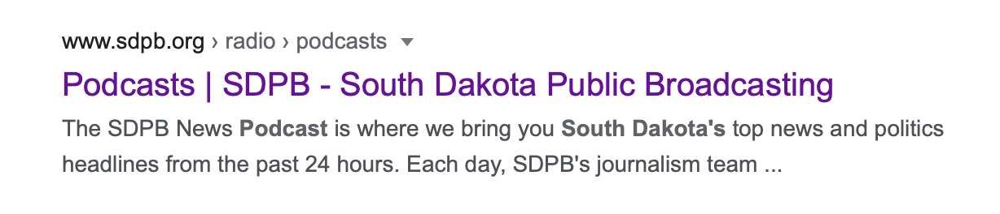 www.sdpb.org › radio › podcasts
Podcasts | SDPB - South Dakota Public Broadcasting
The SDPB News Podcast is where we bring you South Dakota's top news and politics
headlines from the past 24 hours. Each day, SDPB's journalism team ...